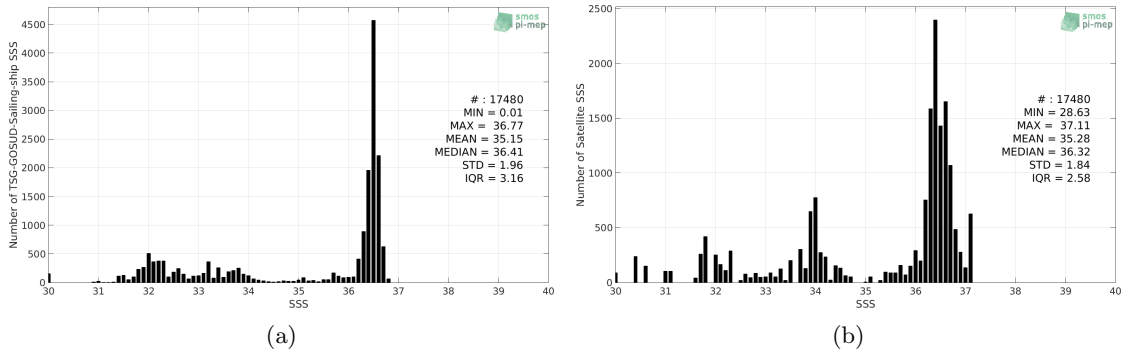 Number of TSG-GOSUD-Sailing-ship SSS
4500
4000
3500
3000
2500
2000
1500
1000
500
0
30 31 32 33 34 35 36 37 38 39 40
SSS
smos
pi-mep
# : 17480
MIN = 0.01
MAX = 36.77
MEAN = 35.15
MEDIAN = 36.41
STD = 1.96
IQR = 3.16
(a)
Number of Satellite SSS
2500
2000
1500
1000
500
0
30 31 32 33 34 35 36 37 38 39 40
SSS
smos
pi-mep
# : 17480
MIN = 28.63
MAX = 37.11
MEAN = 35.28
MEDIAN = 36.32
STD = 1.84
IQR = 2.58
(b)